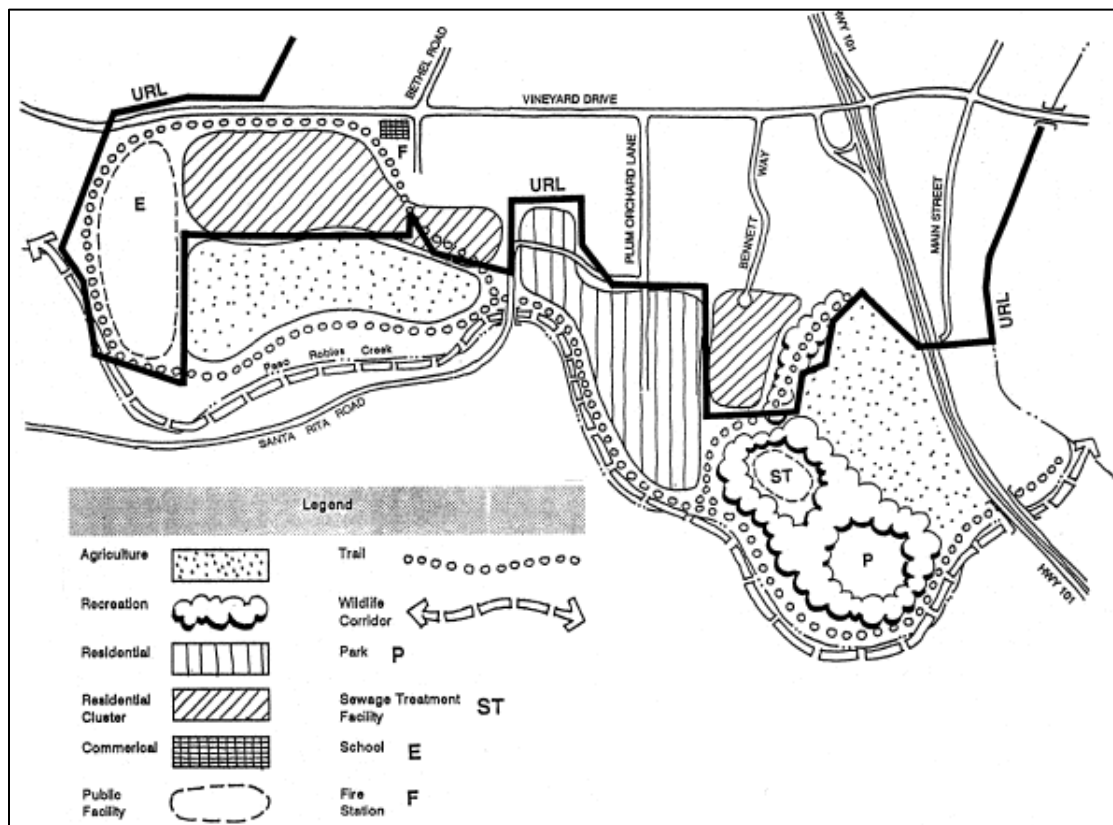 HWY 101
URL
BETHEL ROAD
VINEYARD DRIVE
F
E
URL
PLUM ORCHARD LANE
BENNETT WAY
MAIN STREET
URL
Paso Robles Creek
SANTA RITA ROAD
ST
P
HWY 101
Legend
Agriculture
Trail
Recreation
Wildlife
Corridor
Residential
Park P
Residential
Cluster
Sewage Treatment
Facility ST
Commerical
School E
Public
Facility
Fire
Station F